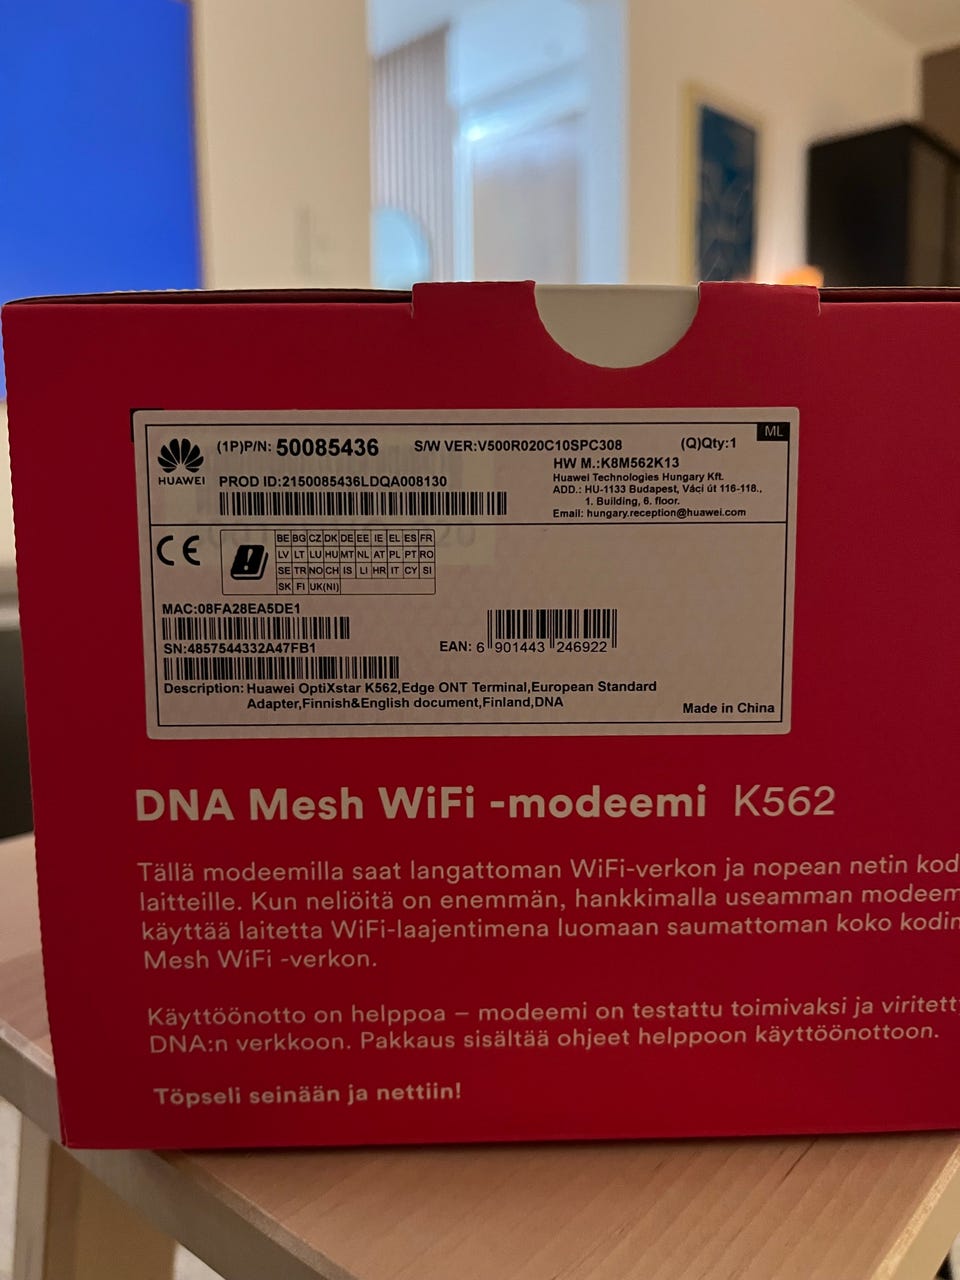 HUAWEI
(1P)P/N: 50085436 S/W VER:V500R020C10SPC308 (Q)Qty:1 ML
PROD ID:2150085436LDQA008130
HW M.:K8M562K13
Huawei Technologies Hungary Kft.
ADD.: HU-1133 Budapest, Váci út 116-118.,
1. Building, 6. floor.
Email: hungary.reception@huawei.com
CE
BE BG CZ DK DE EE IE EL ES FR
LV LT LU HU MT NL AT PL PT RO
SE TR NO CH IS LI HR IT CY SI
SK FI UK(NI)
MAC:08FA28EA5DE1
SN:4857544332A47FB1
EAN: 6 901443 246922
Description: Huawei OptiXstar K562,Edge ONT Terminal,European Standard
Adapter,Finnish&English document,Finland,DNA
Made in China
DNA Mesh WiFi -modeemi K562
Tällä modeemilla saat langattoman WiFi-verkon ja nopean netin kod
laitteille. Kun neliöitä on enemmän, hankkimalla useamman modeem
käyttää laitetta WiFi-laajentimena luomaan saumattoman koko kodin
Mesh WiFi -verkon.
Käyttöönotto on helppoa – modeemi on testattu toimivaksi ja viritett
DNA:n verkkoon. Pakkaus sisältää ohjeet helppoon käyttöönottoon.
Töpseli seinään ja nettiin!